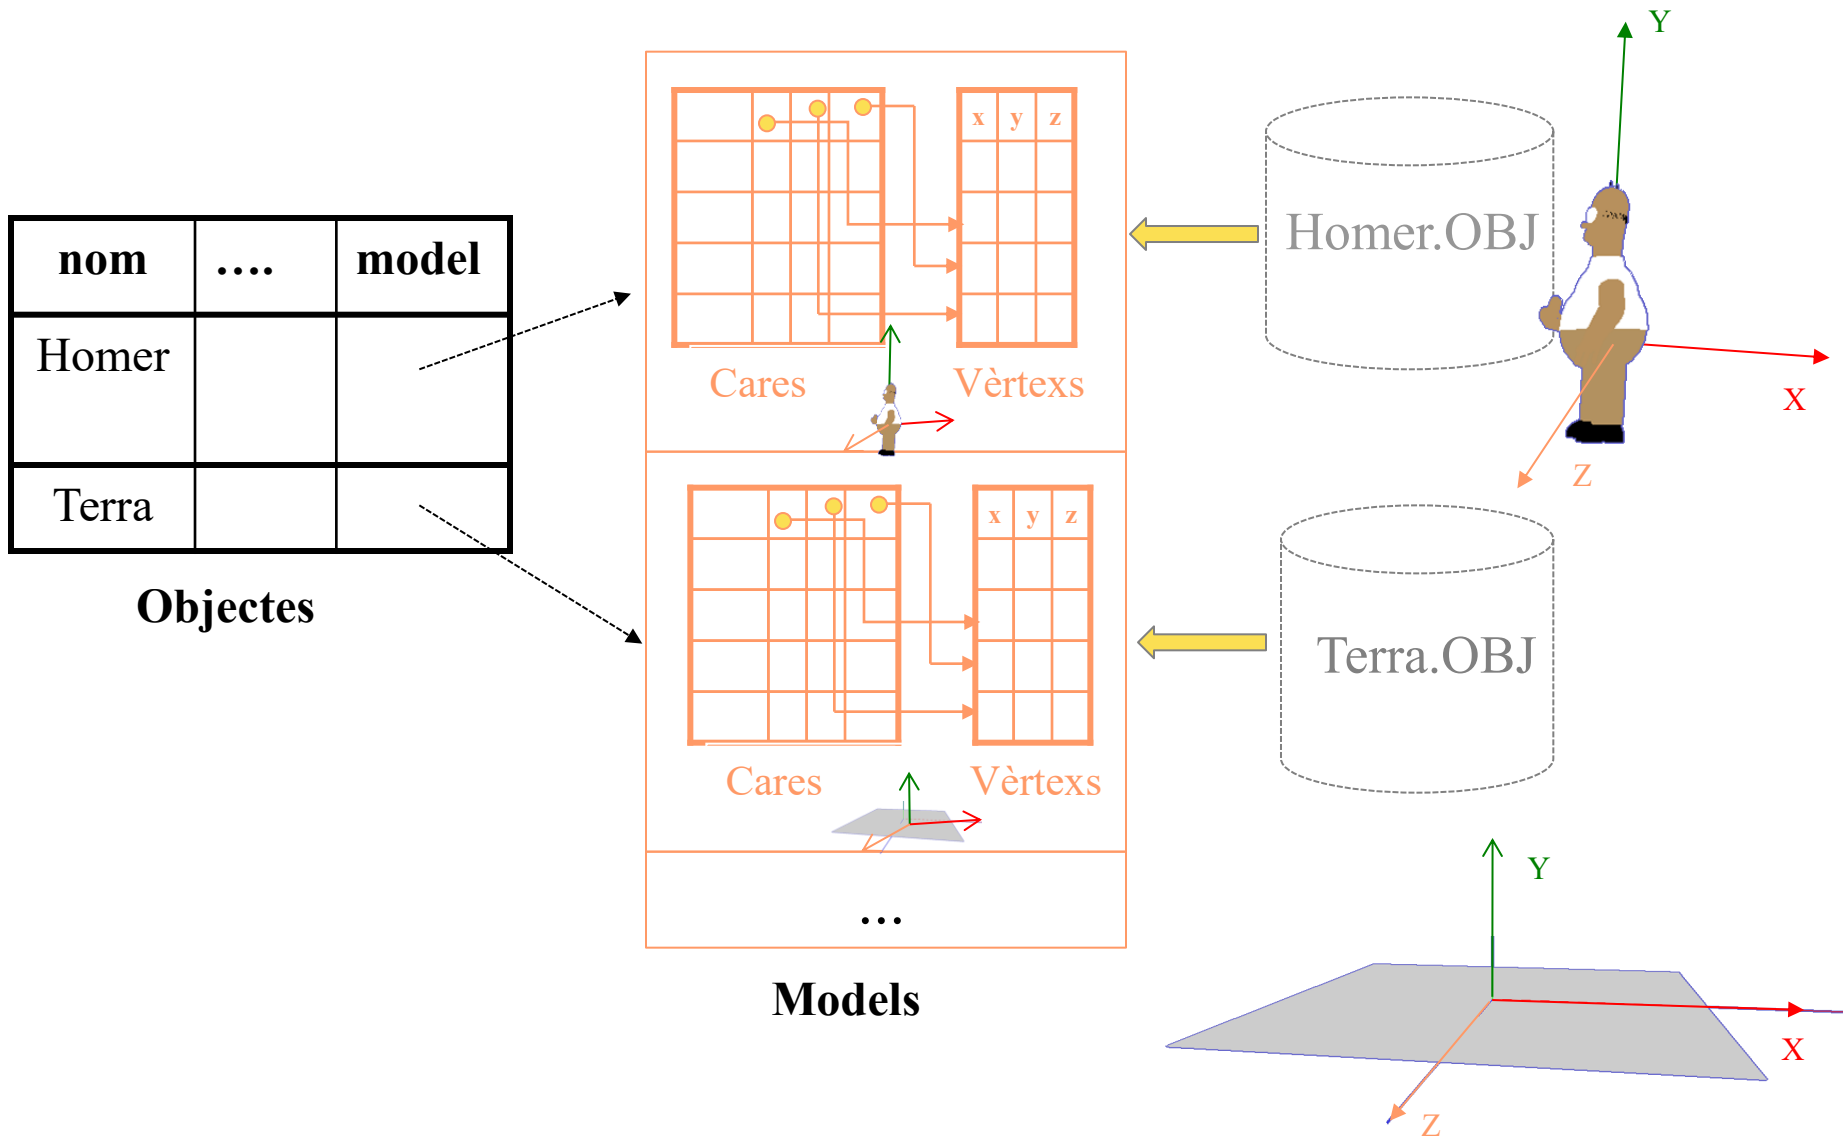 nom …. model
Homer
Terra
Objectes
x y z
Cares Vèrtexs
x y z
Cares Vèrtexs
…
Models
Homer.OBJ
Y
X
Z
Terra.OBJ
Y
X
Z